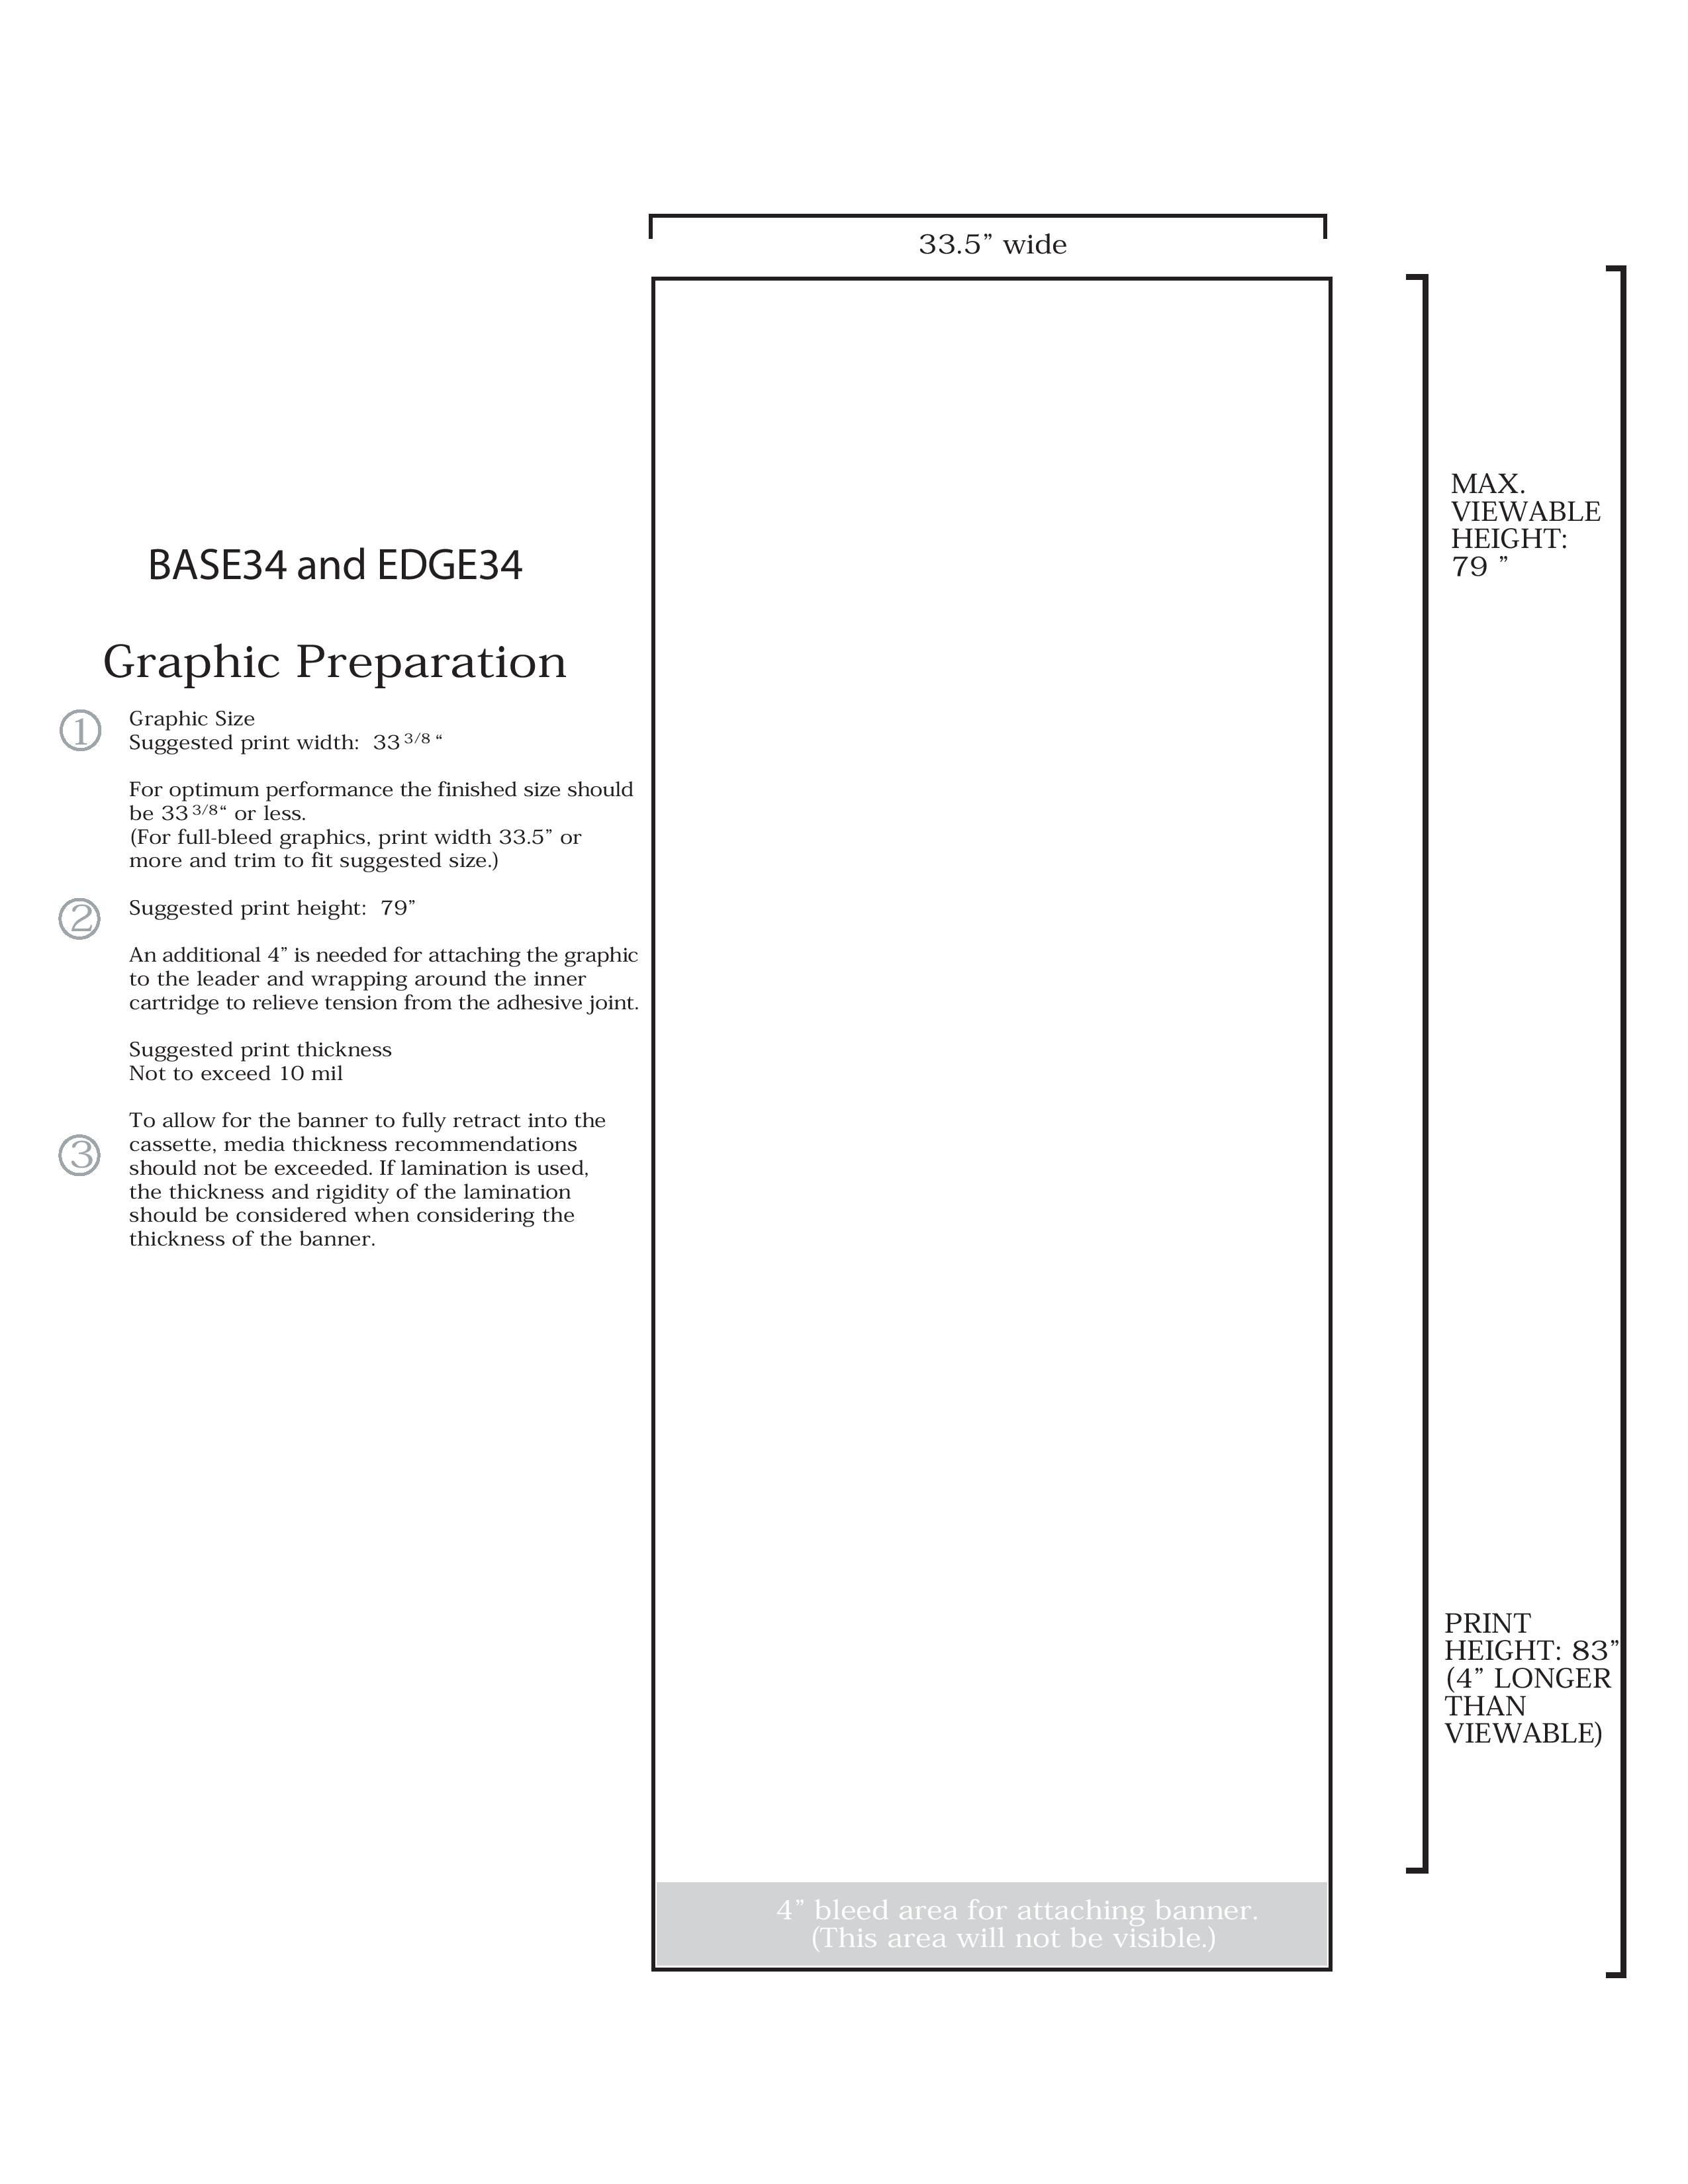 33.5” wide
BASE34 and EDGE34
Graphic Preparation
1
Graphic Size
Suggested print width:  33 3/8 “
For optimum performance the finished size should
be 33 3/8“ or less.
(For full-bleed graphics, print width 33.5” or
more and trim to fit suggested size.)
2
Suggested print height:  79”
An additional 4” is needed for attaching the graphic
to the leader and wrapping around the inner
cartridge to relieve tension from the adhesive joint.
Suggested print thickness
Not to exceed 10 mil
3
To allow for the banner to fully retract into the
cassette, media thickness recommendations
should not be exceeded. If lamination is used,
the thickness and rigidity of the lamination
should be considered when considering the
thickness of the banner.
MAX.
VIEWABLE
HEIGHT:
79 ”
PRINT
HEIGHT: 83”
(4” LONGER
THAN
VIEWABLE)
4” bleed area for attaching banner.
(This area will not be visible.)